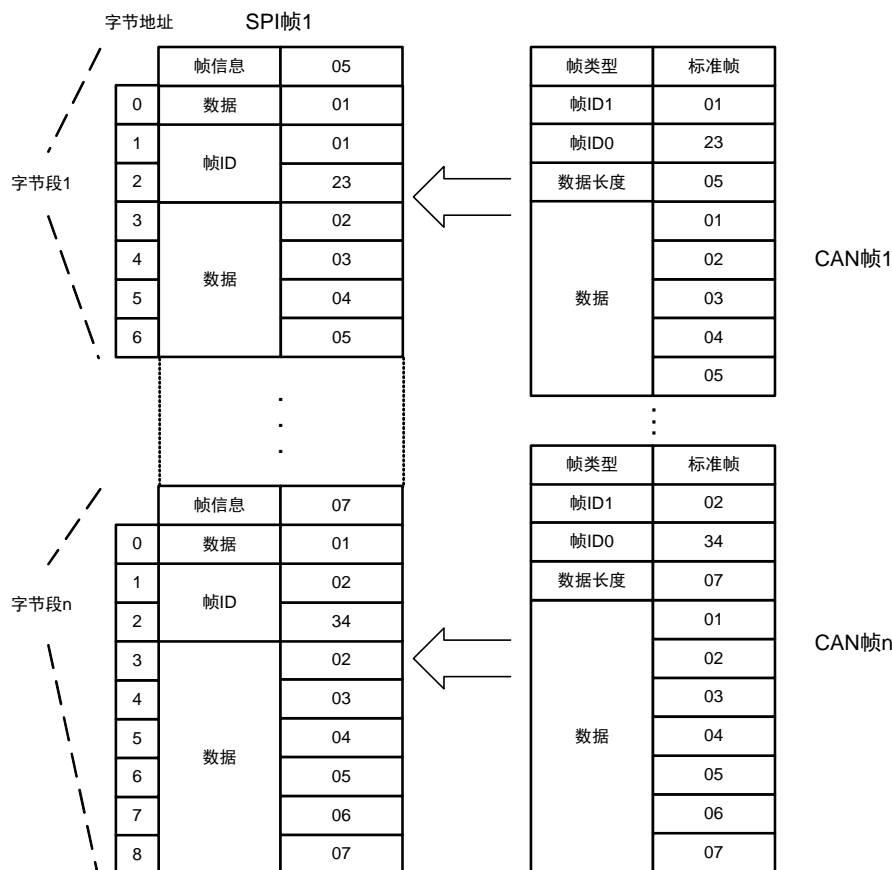 字节地址 SPI帧1
帧信息 05 帧类型 标准帧
0 数据 01 帧ID1 01
1 帧ID 01 帧ID0 23
2 23 数据长度 05
字节段1
3 数据 02 数据 01
4 03 02
5 04 03
6 05 04
05
CAN帧1
帧类型 标准帧
帧信息 07 帧ID1 02
0 数据 01 帧ID0 34
1 帧ID 02 数据长度 07
2 34 数据 01
字节段n
3 数据 02 02
4 03 03
5 04 04
6 05 05
7 06 06
8 07 07
CAN帧n